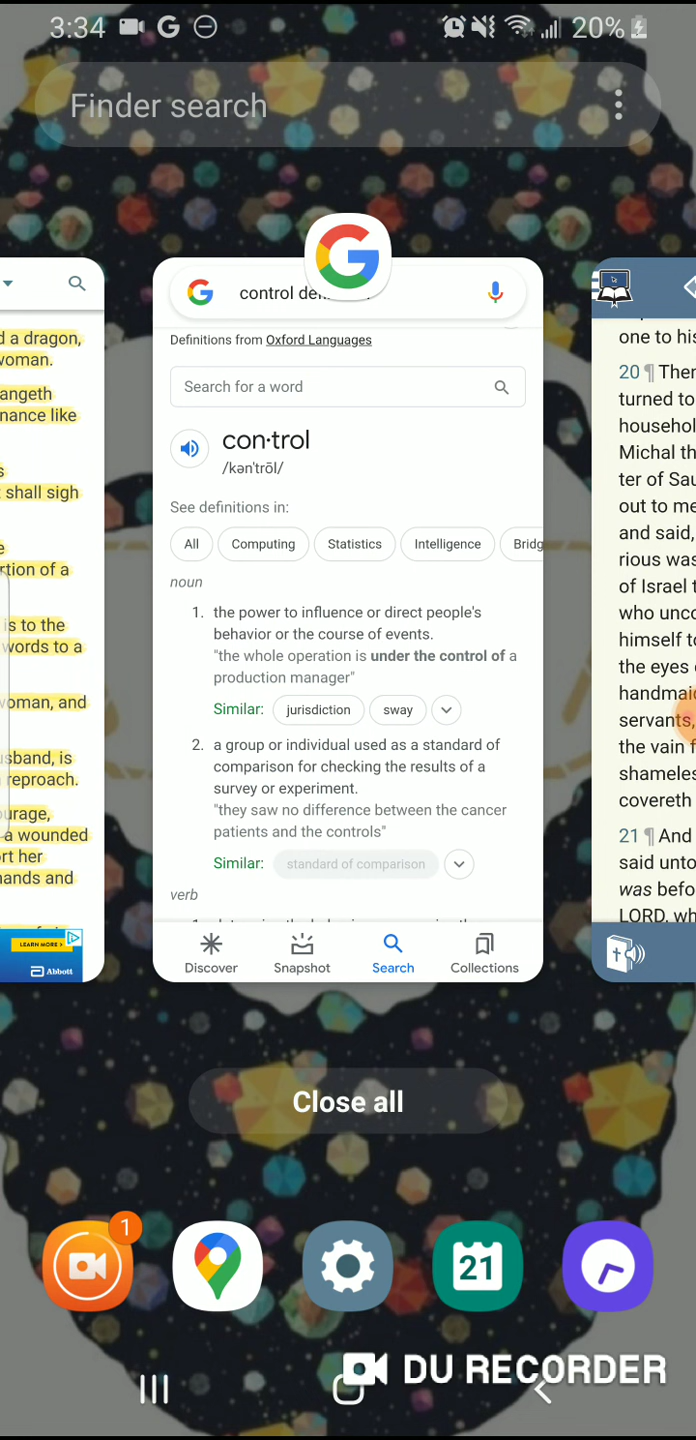 3:34
20%
Finder search
d a dragon,
woman.
angeth
nance like
s
t shall sigh
e
rtion of a
is to the
words to a
woman, and
sband, is
reproach.
urage,
a wounded
rt her
hands and
LEARN MORE >
Abbott
control
Definitions from Oxford Languages
Search for a word
con·trol
/kənˈtrōl/
See definitions in:
All
Computing
Statistics
Intelligence
Bridg
noun
1. the power to influence or direct people's
behavior or the course of events.
"the whole operation is under the control of a
production manager"
Similar:
jurisdiction
sway
2. a group or individual used as a standard of
comparison for checking the results of a
survey or experiment.
"they saw no difference between the cancer
patients and the controls"
Similar:
standard of comparison
verb
Discover
Snapshot
Search
Collections
one to his
20 ¶ Then
turned to
househol
Michal th
ter of Sau
out to me
and said,
rious was
of Israel t
who unco
himself to
the eyes
handmaid
servants,
the vain f
shameles
covereth
21 ¶ And
said unto
was befo
LORD, wh
Close all
1
21
DU RECORDER